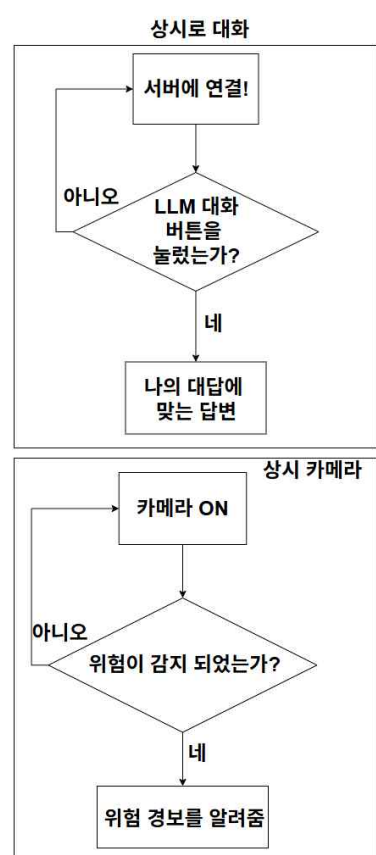 상시로 대화
서버에 연결!
아니오
LLM 대화
버튼을
눌렀는가?
네
나의 대답에
맞는 답변
상시 카메라
카메라 ON
아니오
위험이 감지 되었는가?
네
위험 경보를 알려줌